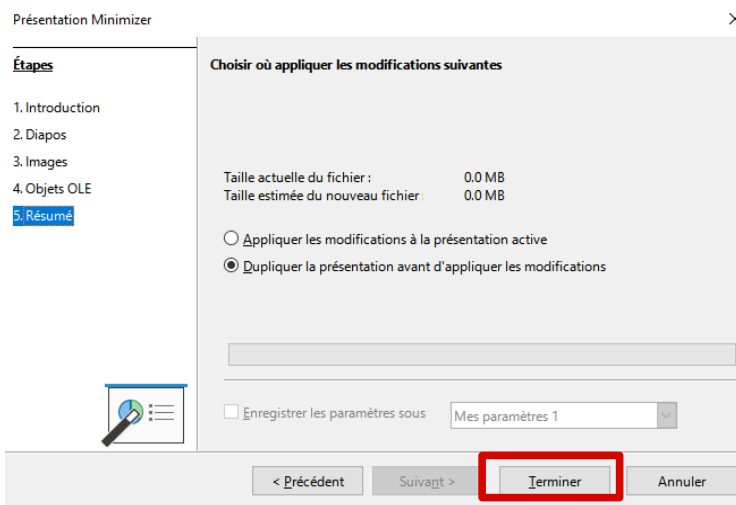 Présentation Minimizer
Étapes
1. Introduction
2. Diapos
3. Images
4. Objets OLE
5. Résumé
Choisir où appliquer les modifications suivantes
Taille actuelle du fichier : 0.0 MB
Taille estimée du nouveau fichier : 0.0 MB
Appliquer les modifications à la présentation active
Dupliquer la présentation avant d'appliquer les modifications
Enregistrer les paramètres sous Mes paramètres 1
< Précédent Suivant > Terminer Annuler